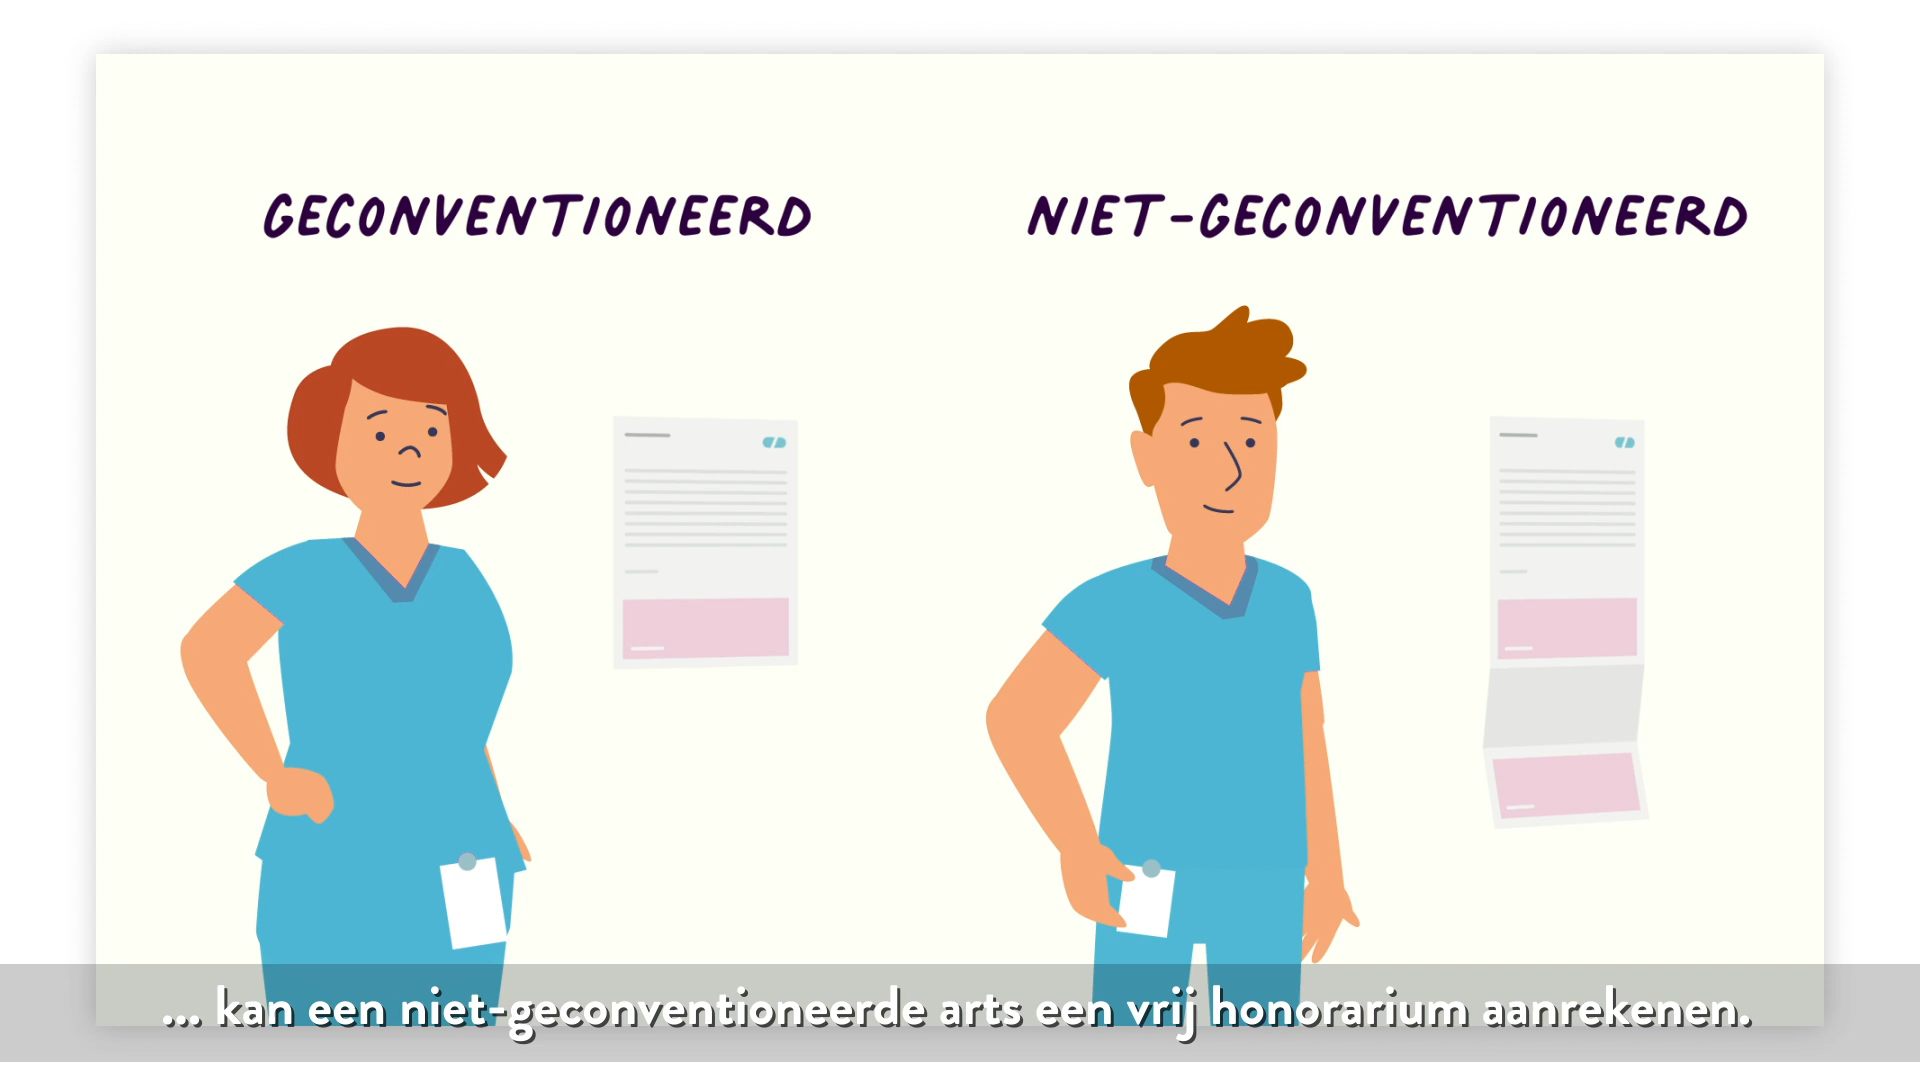 GECONVENTIONEERD
NIET-GECONVENTIONEERD
... kan een niet-geconventioneerde arts een vrij honorarium aanrekenen.